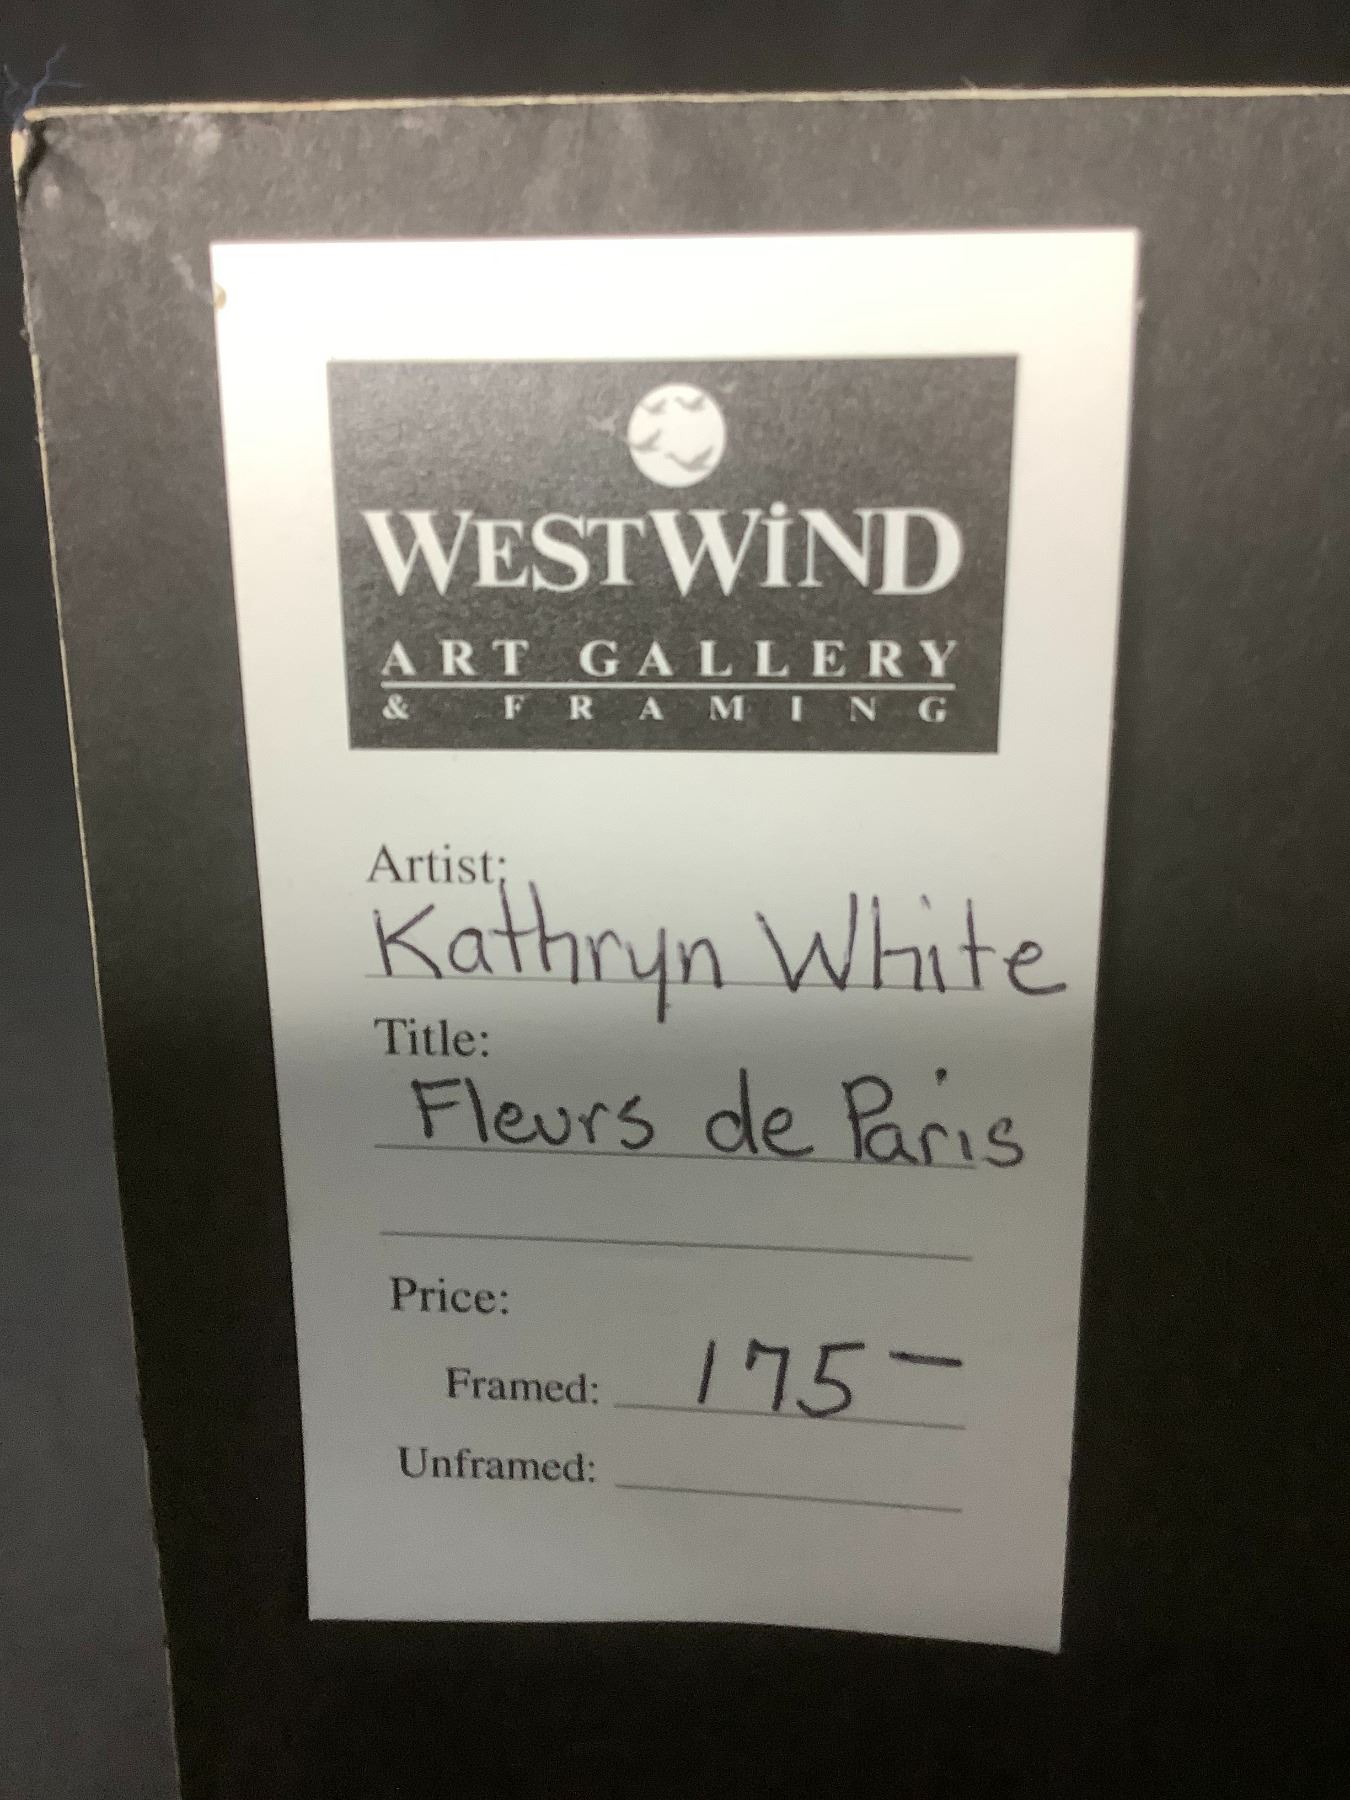 WESTWiND
ART GALLERY
& FRAMING
Artist:
Kathryn White
Title:
Fleurs de Paris
Price:
Framed: 175 —
Unframed: